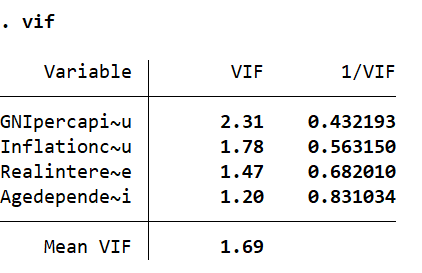 . vif
Variable VIF 1/VIF
GNIpercapi~u 2.31 0.432193
Inflationc~u 1.78 0.563150
Realintere~e 1.47 0.682010
Agedepende~i 1.20 0.831034
Mean VIF 1.69